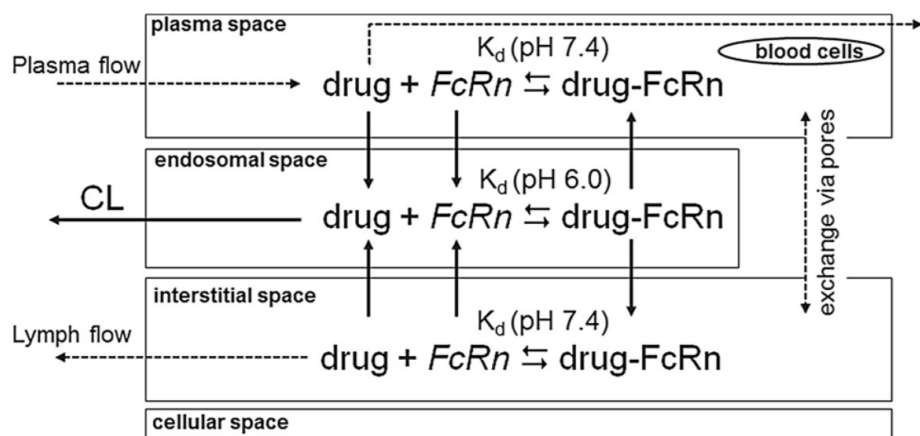 plasma space
K_d (pH 7.4)
blood cells
Plasma flow
drug + FcRn ⇆ drug-FcRn
exchange via pores
endosomal space
K_d (pH 6.0)
CL
drug + FcRn ⇆ drug-FcRn
interstitial space
K_d (pH 7.4)
Lymph flow
drug + FcRn ⇆ drug-FcRn
cellular space